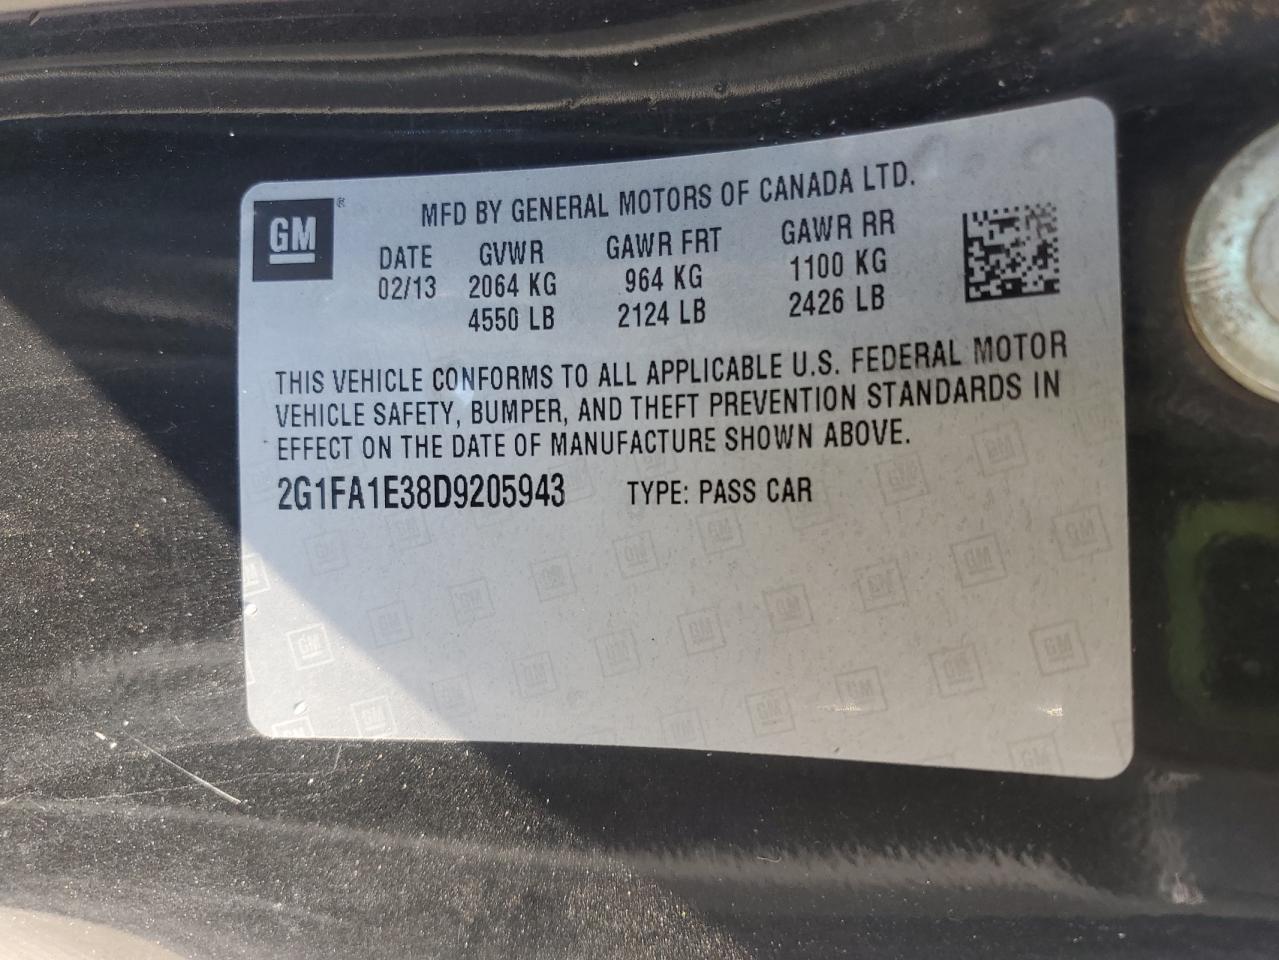 GM ®
MFD BY GENERAL MOTORS OF CANADA LTD.
DATE GVWR GAWR FRT GAWR RR
02/13 2064 KG 964 KG 1100 KG
4550 LB 2124 LB 2426 LB
THIS VEHICLE CONFORMS TO ALL APPLICABLE U.S. FEDERAL MOTOR
VEHICLE SAFETY, BUMPER, AND THEFT PREVENTION STANDARDS IN
EFFECT ON THE DATE OF MANUFACTURE SHOWN ABOVE.
2G1FA1E38D9205943 TYPE: PASS CAR